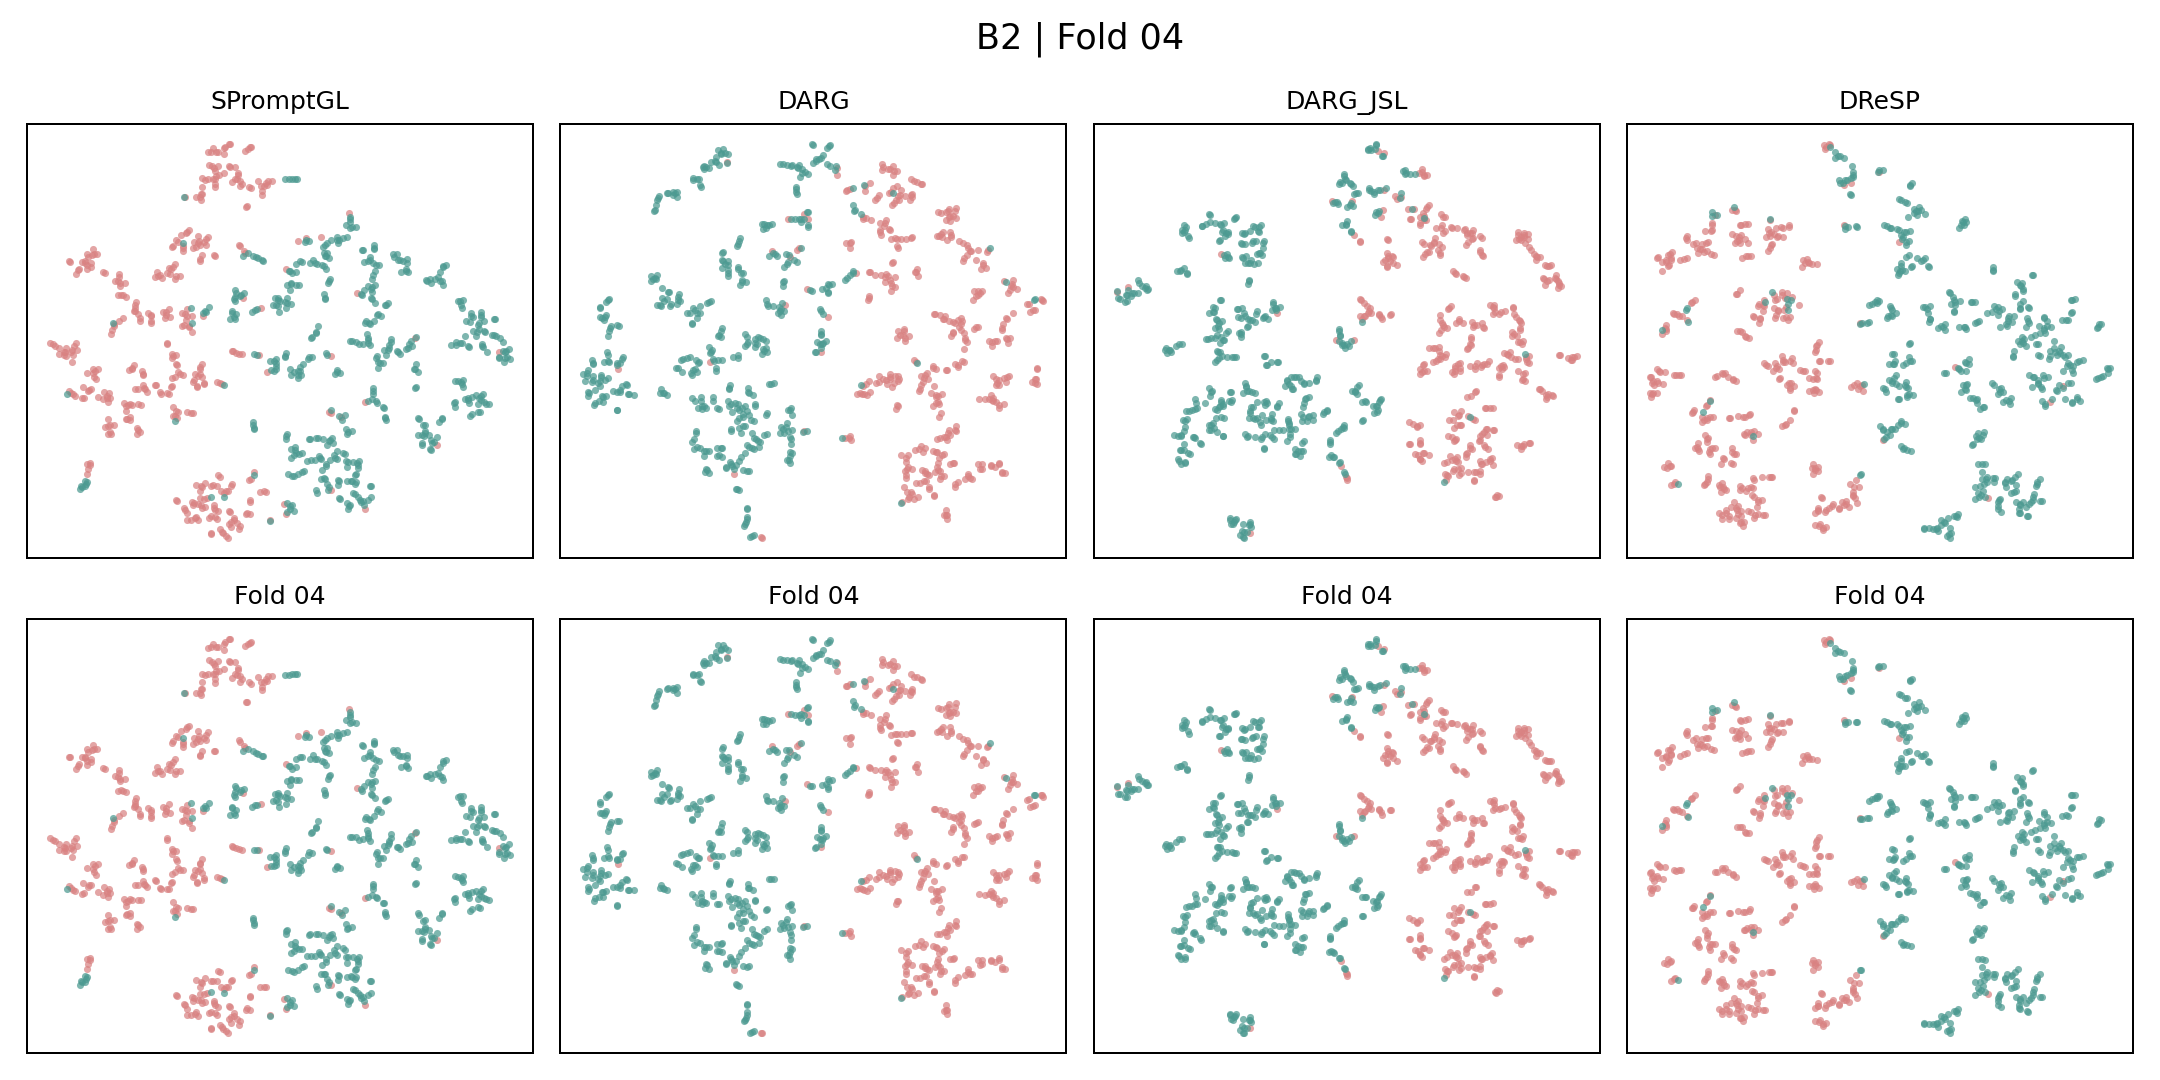 B2 | Fold 04
SPromptGL
DARG
DARG_JSL
DReSP
Fold 04
Fold 04
Fold 04
Fold 04